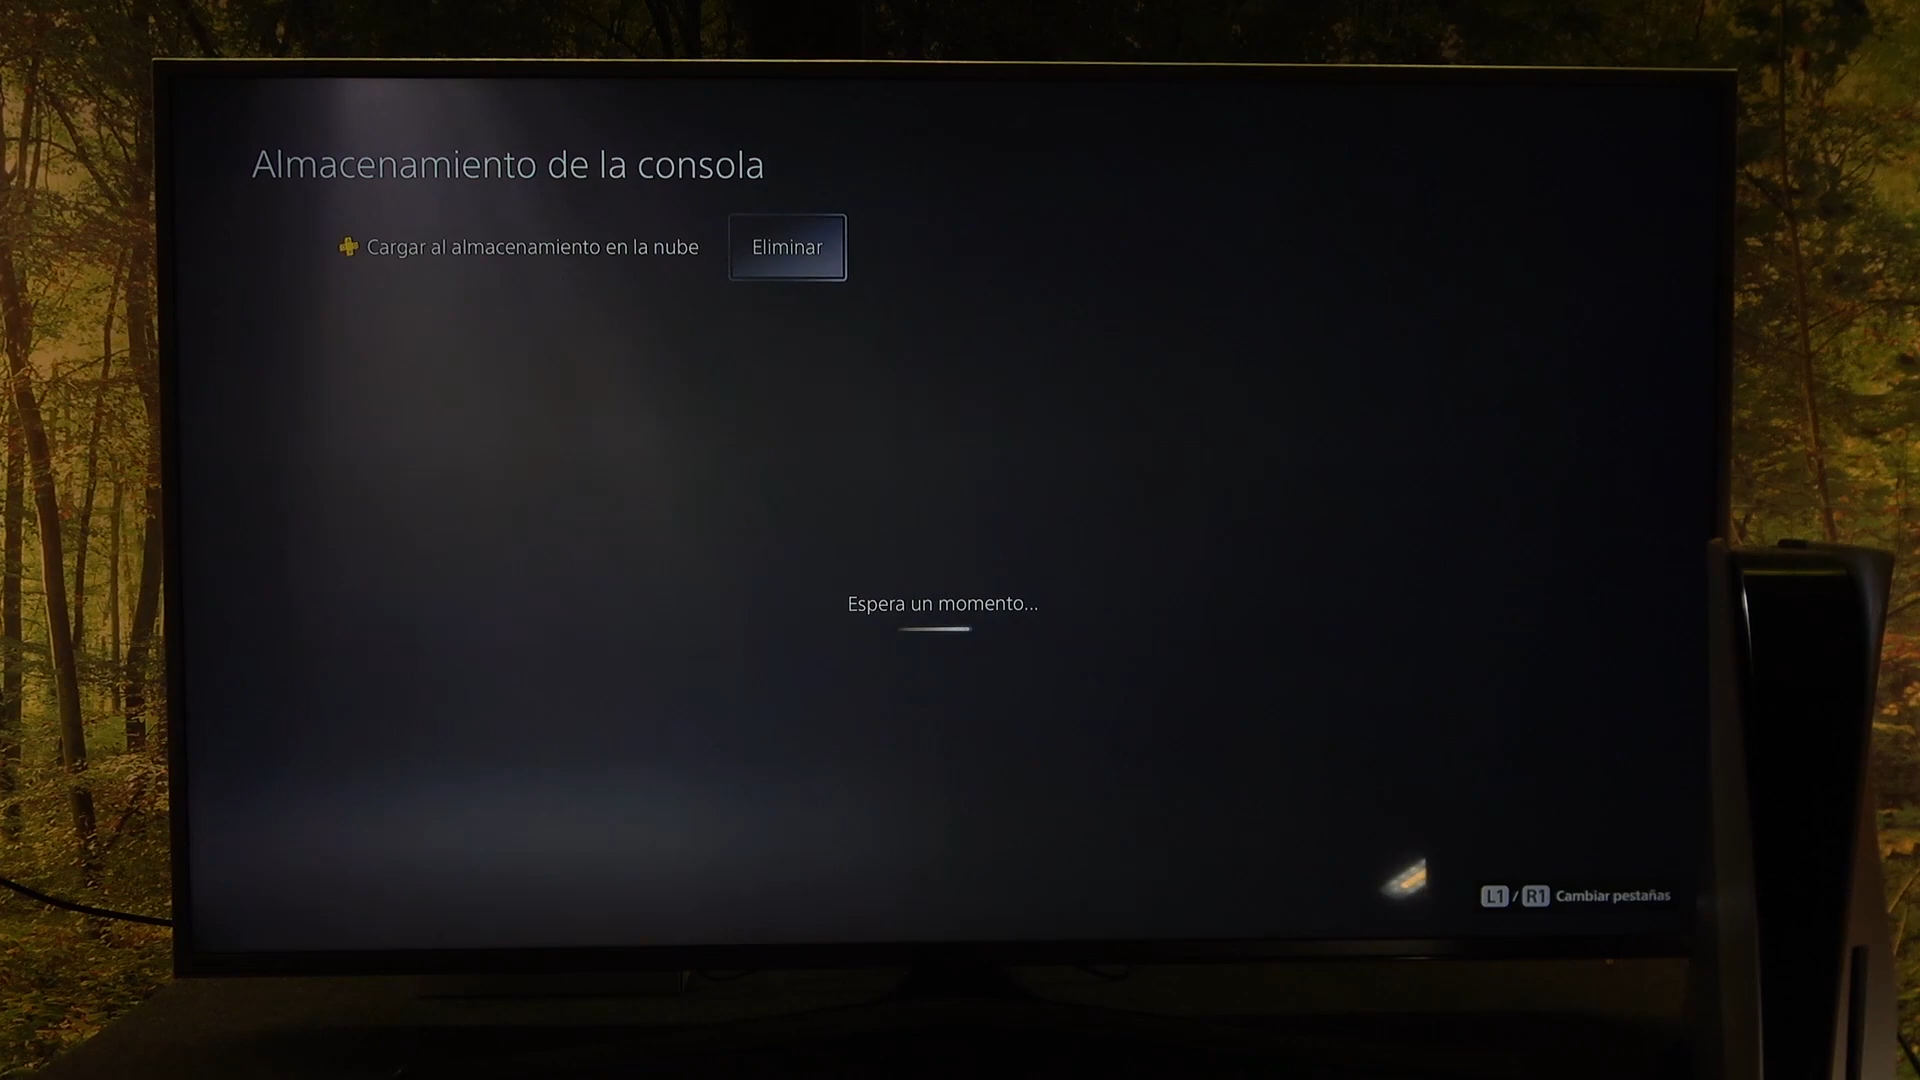 Almacenamiento de la consola
Cargar al almacenamiento en la nube
Eliminar
Espera un momento...
L1 / R1 Cambiar pestañas